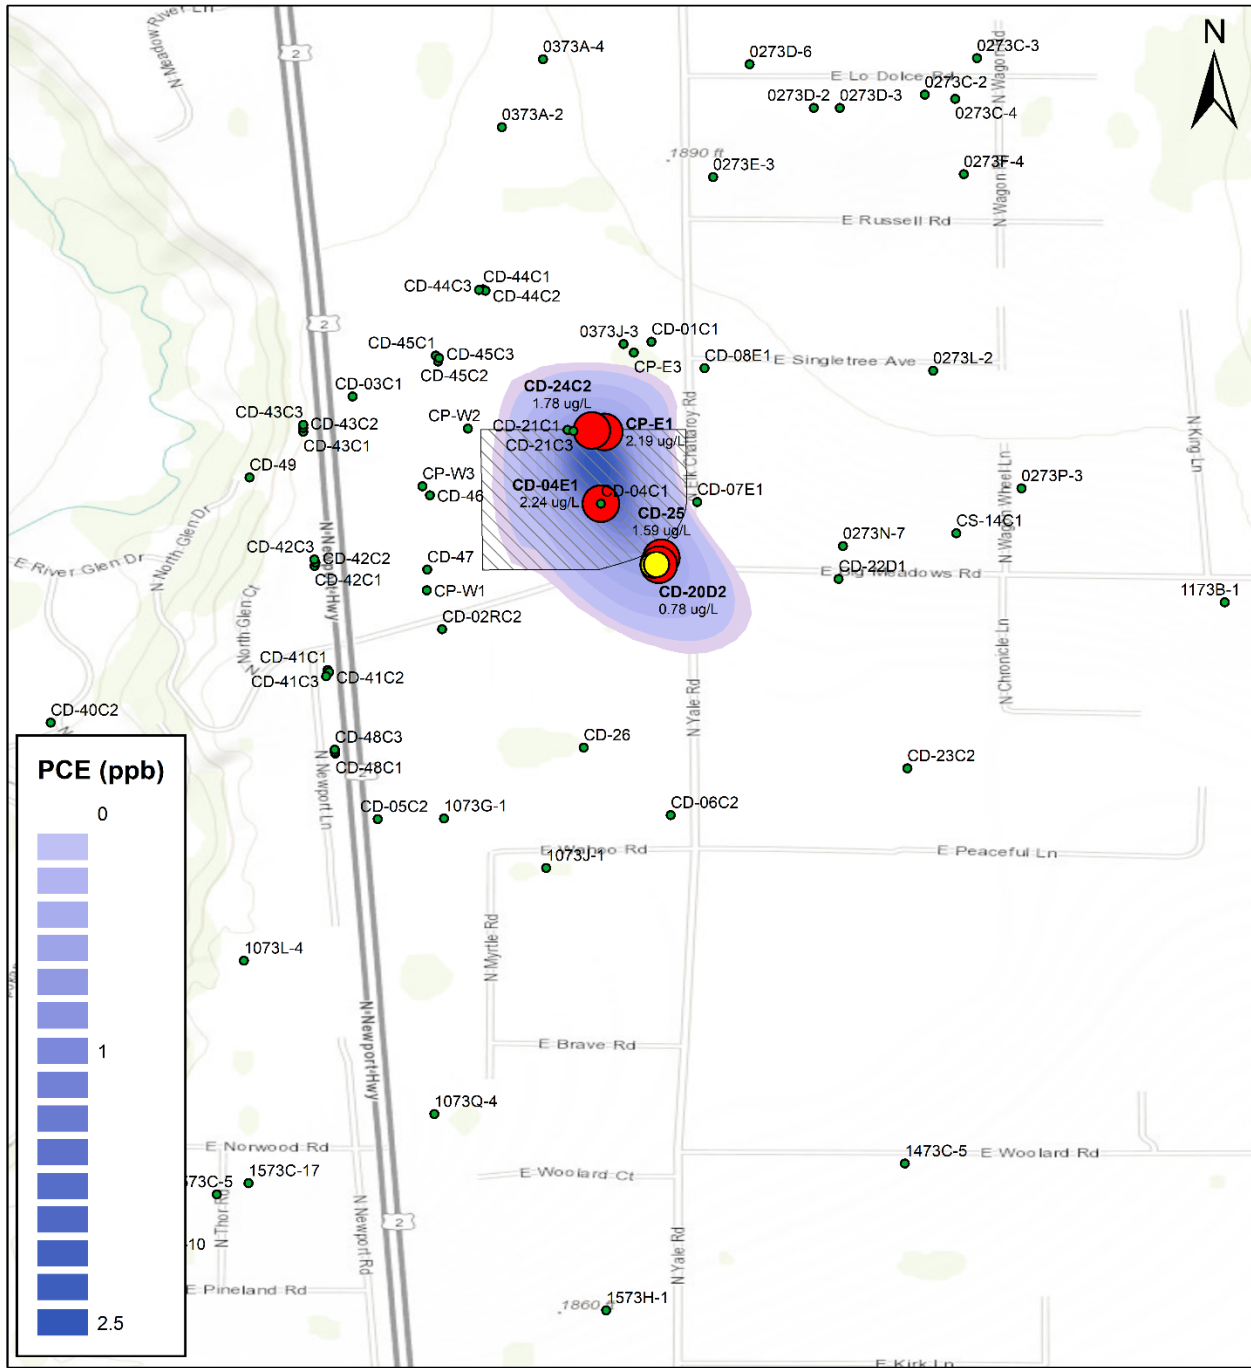 N Meadow River Ln
2
0373A-4
0273D-6
0273C-3
N
E Lo Dolce Rd
N Wagon Rd
0273C-2
0273D-2
0273D-3
0273C-4
0373A-2
1890 ft
0273E-3
0273F-4
N Wagon
E Russell Rd
CD-44C1
CD-44C3
CD-44C2
2
0373J-3
CD-01C1
CD-45C1
CD-45C3
CP-E3
CD-08E1
E Singletree Ave
CD-45C2
0273L-2
CD-24C2
1.78 ug/L
CD-03C1
N Elk Chattaroy Rd
CD-43C3
CD-43C2
CP-W2
CD-21C1
CP-E1
2.19 ug/L
CD-43C1
CD-21C3
N King Ln
CD-49
CP-W3
CD-04E1
2.24 ug/L
CD-04C1
CD-46
CD-07E1
N Wagon Wheel Ln
0273P-3
CD-25
1.59 ug/L
CS-14C1
N North Glen Dr
N Newport Hwy
0273N-7
E River Glen Dr
CD-42C3
CD-42C2
CD-47
CD-42C1
CD-22D1
Meadows Rd
North Glen Ct
CP-W1
CD-20D2
0.78 ug/L
1173B-1
CD-02RC2
N Chronicle Ln
CD-41C1
CD-41C3
CD-41C2
N Yale Rd
CD-40C2
CD-48C3
CD-26
CD-48C1
CD-23C2
2
N Newport Ln
PCE (ppb)
0
1
2.5
CD-05C2
1073G-1
CD-06C2
E Wahoo Rd
E Peaceful Ln
1073J-1
N Myrtle Rd
1073L-4
N Newport Hwy
E Brave Rd
1073Q-4
E Norwood Rd
1473C-5
E Woolard Rd
E Woolard Ct
1573C-17
573C-5
N Thor Rd
N Newport Rd
2
N Yale Rd
10
E Pineland Rd
1860 ft
1573H-1
E Kirk Ln